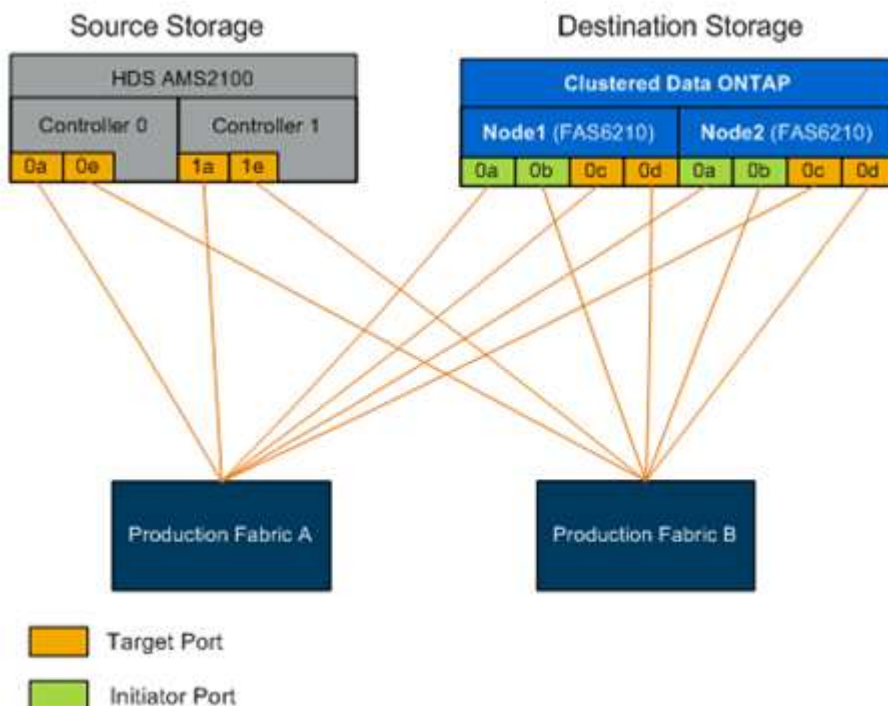 Source Storage
Destination Storage
HDS AMS2100
Clustered Data ONTAP
Controller 0
Controller 1
Node1 (FAS6210)
Node2 (FAS6210)
0a 0e 1a 1e
0a 0b 0c 0d 0a 0b 0c 0d
Production Fabric A
Production Fabric B
Target Port
Initiator Port